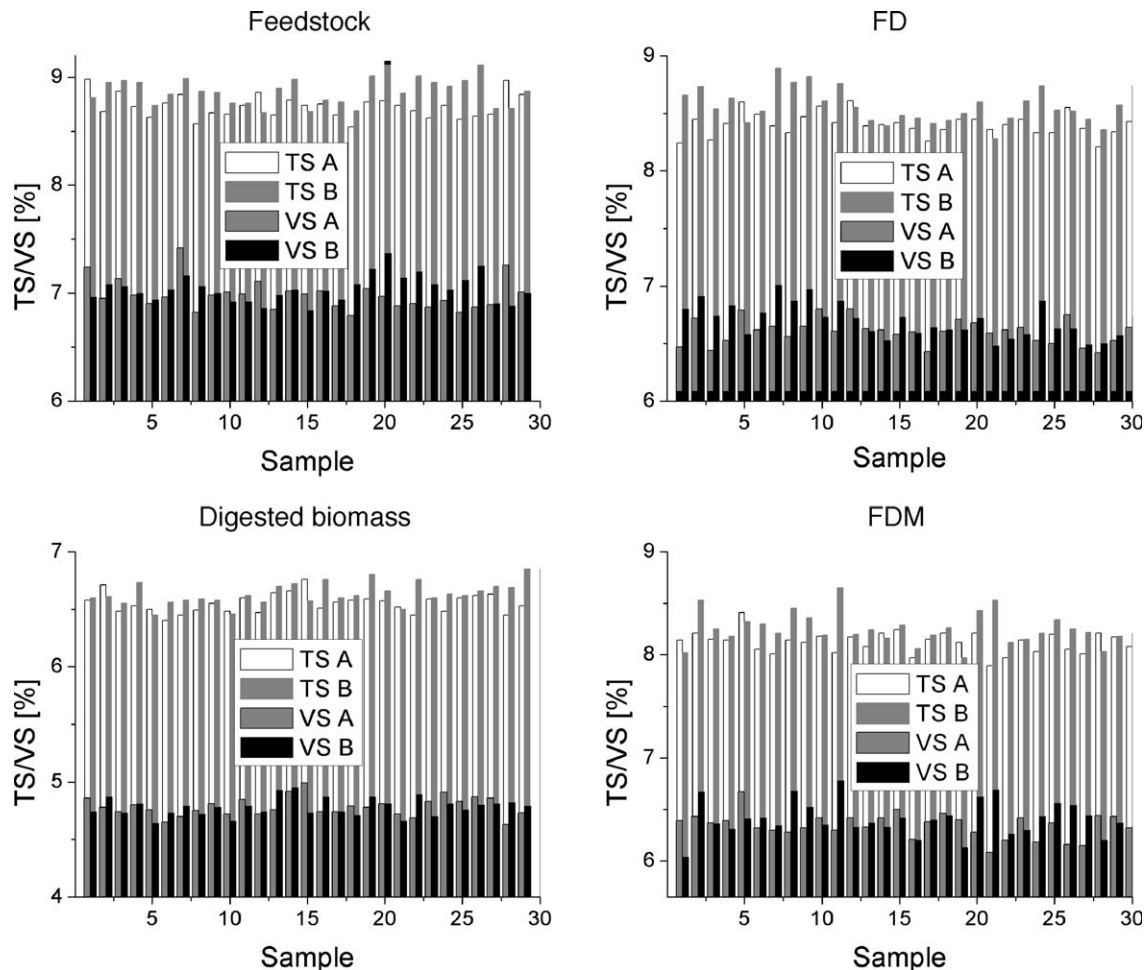 Feedstock
TS/VS [%]
9
8
7
6
TS A
TS B
VS A
VS B
5
10
15
20
25
30
Sample
FD
TS/VS [%]
9
8
7
6
TS A
TS B
VS A
VS B
5
10
15
20
25
30
Sample
Digested biomass
TS/VS [%]
7
6
5
4
TS A
TS B
VS A
VS B
5
10
15
20
25
30
Sample
FDM
TS/VS [%]
9
8
7
6
TS A
TS B
VS A
VS B
5
10
15
20
25
30
Sample